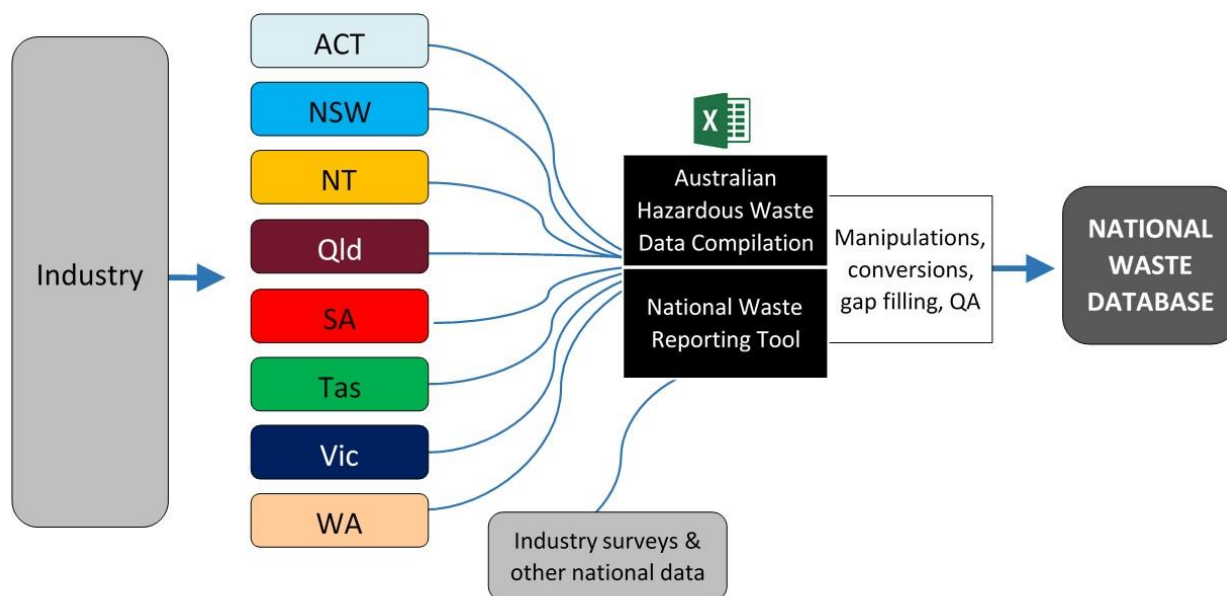 Industry
ACT
NSW
NT
Qld
SA
Tas
Vic
WA
Industry surveys &
other national data
X
Australian
Hazardous Waste
Data Compilation
National Waste
Reporting Tool
Manipulations,
conversions,
gap filling, QA
NATIONAL
WASTE
DATABASE